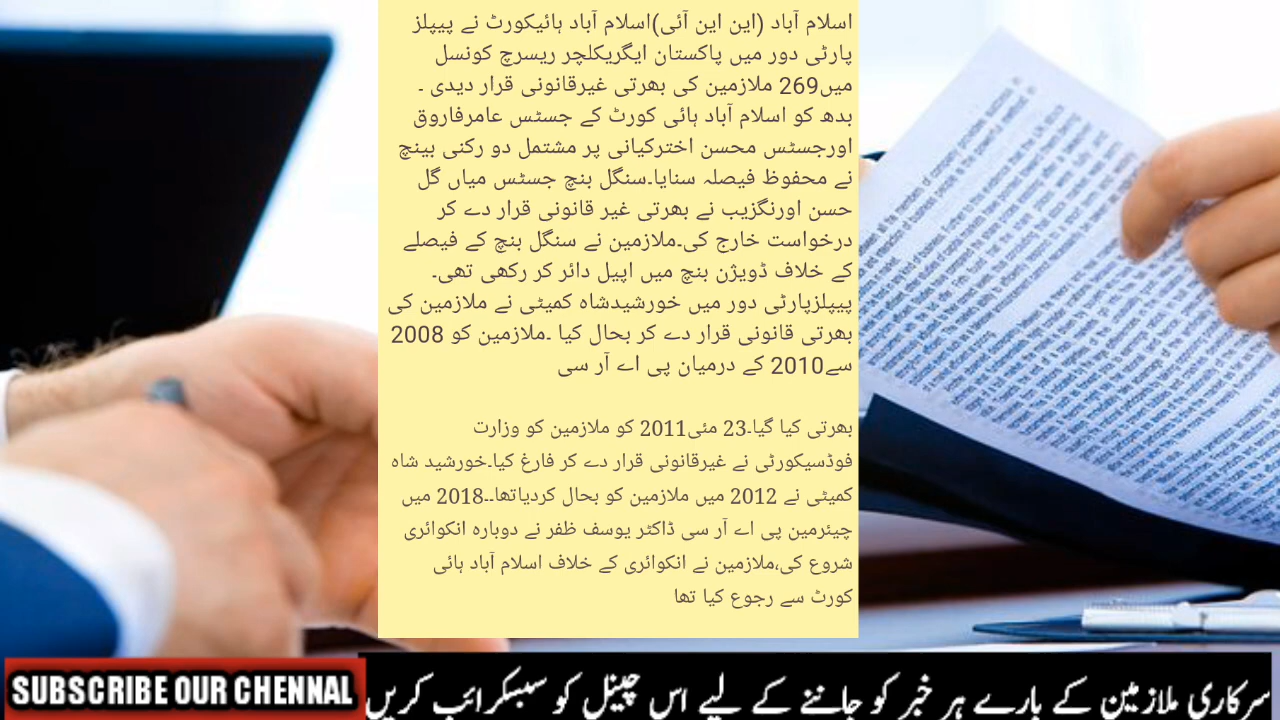 اسلام آباد (این این آئی)اسلام آباد ہائیکورٹ نے پیپلز
پارٹی دور میں پاکستان ایگریکلچر ریسرچ کونسل
میں269 ملازمین کی بھرتی غیرقانونی قرار دیدی ۔
بدھ کو اسلام آباد ہائی کورٹ کے جسٹس عامرفاروق
اورجسٹس محسن اخترکیانی پر مشتمل دو رکنی بینچ
نے محفوظ فیصلہ سنایا۔سنگل بنچ جسٹس میاں گل
حسن اورنگزیب نے بھرتی غیر قانونی قرار دے کر
درخواست خارج کی۔ملازمین نے سنگل بنچ کے فیصلے
کے خلاف ڈویژن بنچ میں اپیل دائر کر رکھی تھی۔
پیپلزپارٹی دور میں خورشیدشاہ کمیٹی نے ملازمین کی
بھرتی قانونی قرار دے کر بحال کیا ۔ملازمین کو 2008
سے2010 کے درمیان پی اے آر سی
بھرتی کیا گیا۔23 مئی2011 کو ملازمین کو وزارت
فوڈسیکورٹی نے غیرقانونی قرار دے کر فارغ کیا۔خورشید شاہ
کمیٹی نے 2012 میں ملازمین کو بحال کردیاتھا۔۔2018 میں
چیئرمین پی اے آر سی ڈاکٹر یوسف ظفر نے دوبارہ انکوائری
شروع کی،ملازمین نے انکوائری کے خلاف اسلام آباد ہائی
کورٹ سے رجوع کیا تھا
SUBSCRIBE OUR CHENNAL
سرکاری ملازمین کے بارے ہر خبر کو جاننے کے لیے اس چینل کو سبسکرائب کریں